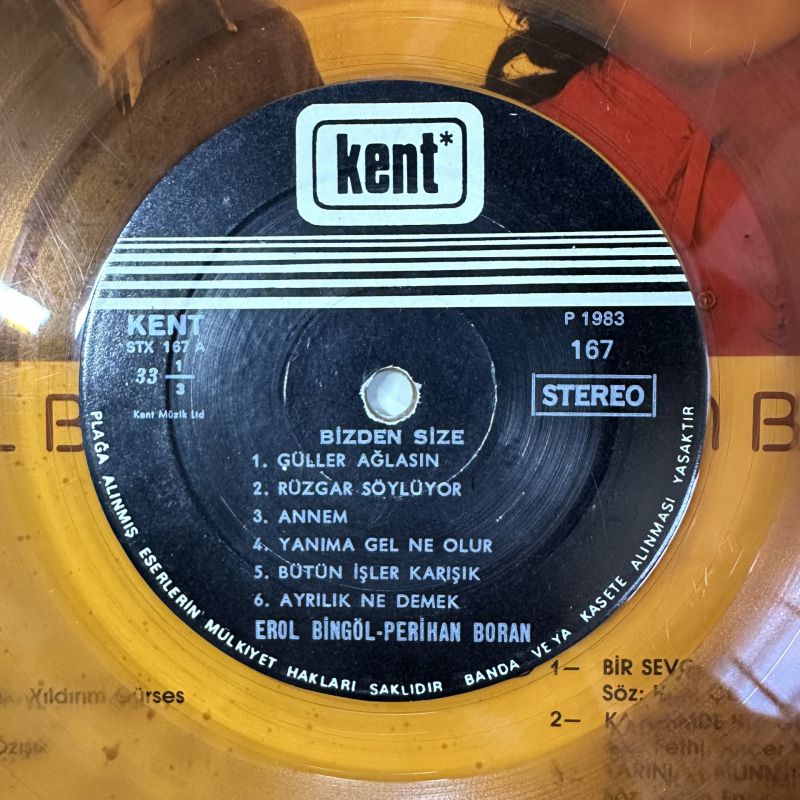 kent*
KENT
STX 167 A
33 1/3
Kent Müzik Ltd
P 1983
167
STEREO
BİZDEN SİZE
1. GÜLLER AĞLASIN
2. RÜZGAR SÖYLÜYOR
3. ANNEM
4. YANIMA GEL NE OLUR
5. BÜTÜN İŞLER KARIŞIK
6. AYRILIK NE DEMEK
EROL BİNGÖL-PERİHAN BORAN
PLAĞA ALINMIŞ ESERLERİN MÜLKİYET HAKLARI SAKLIDIR BANDA VEYA KASETE ALINMASI YASAKTIR
Yıldırım Gürses
1— BİR
Söz:
2—